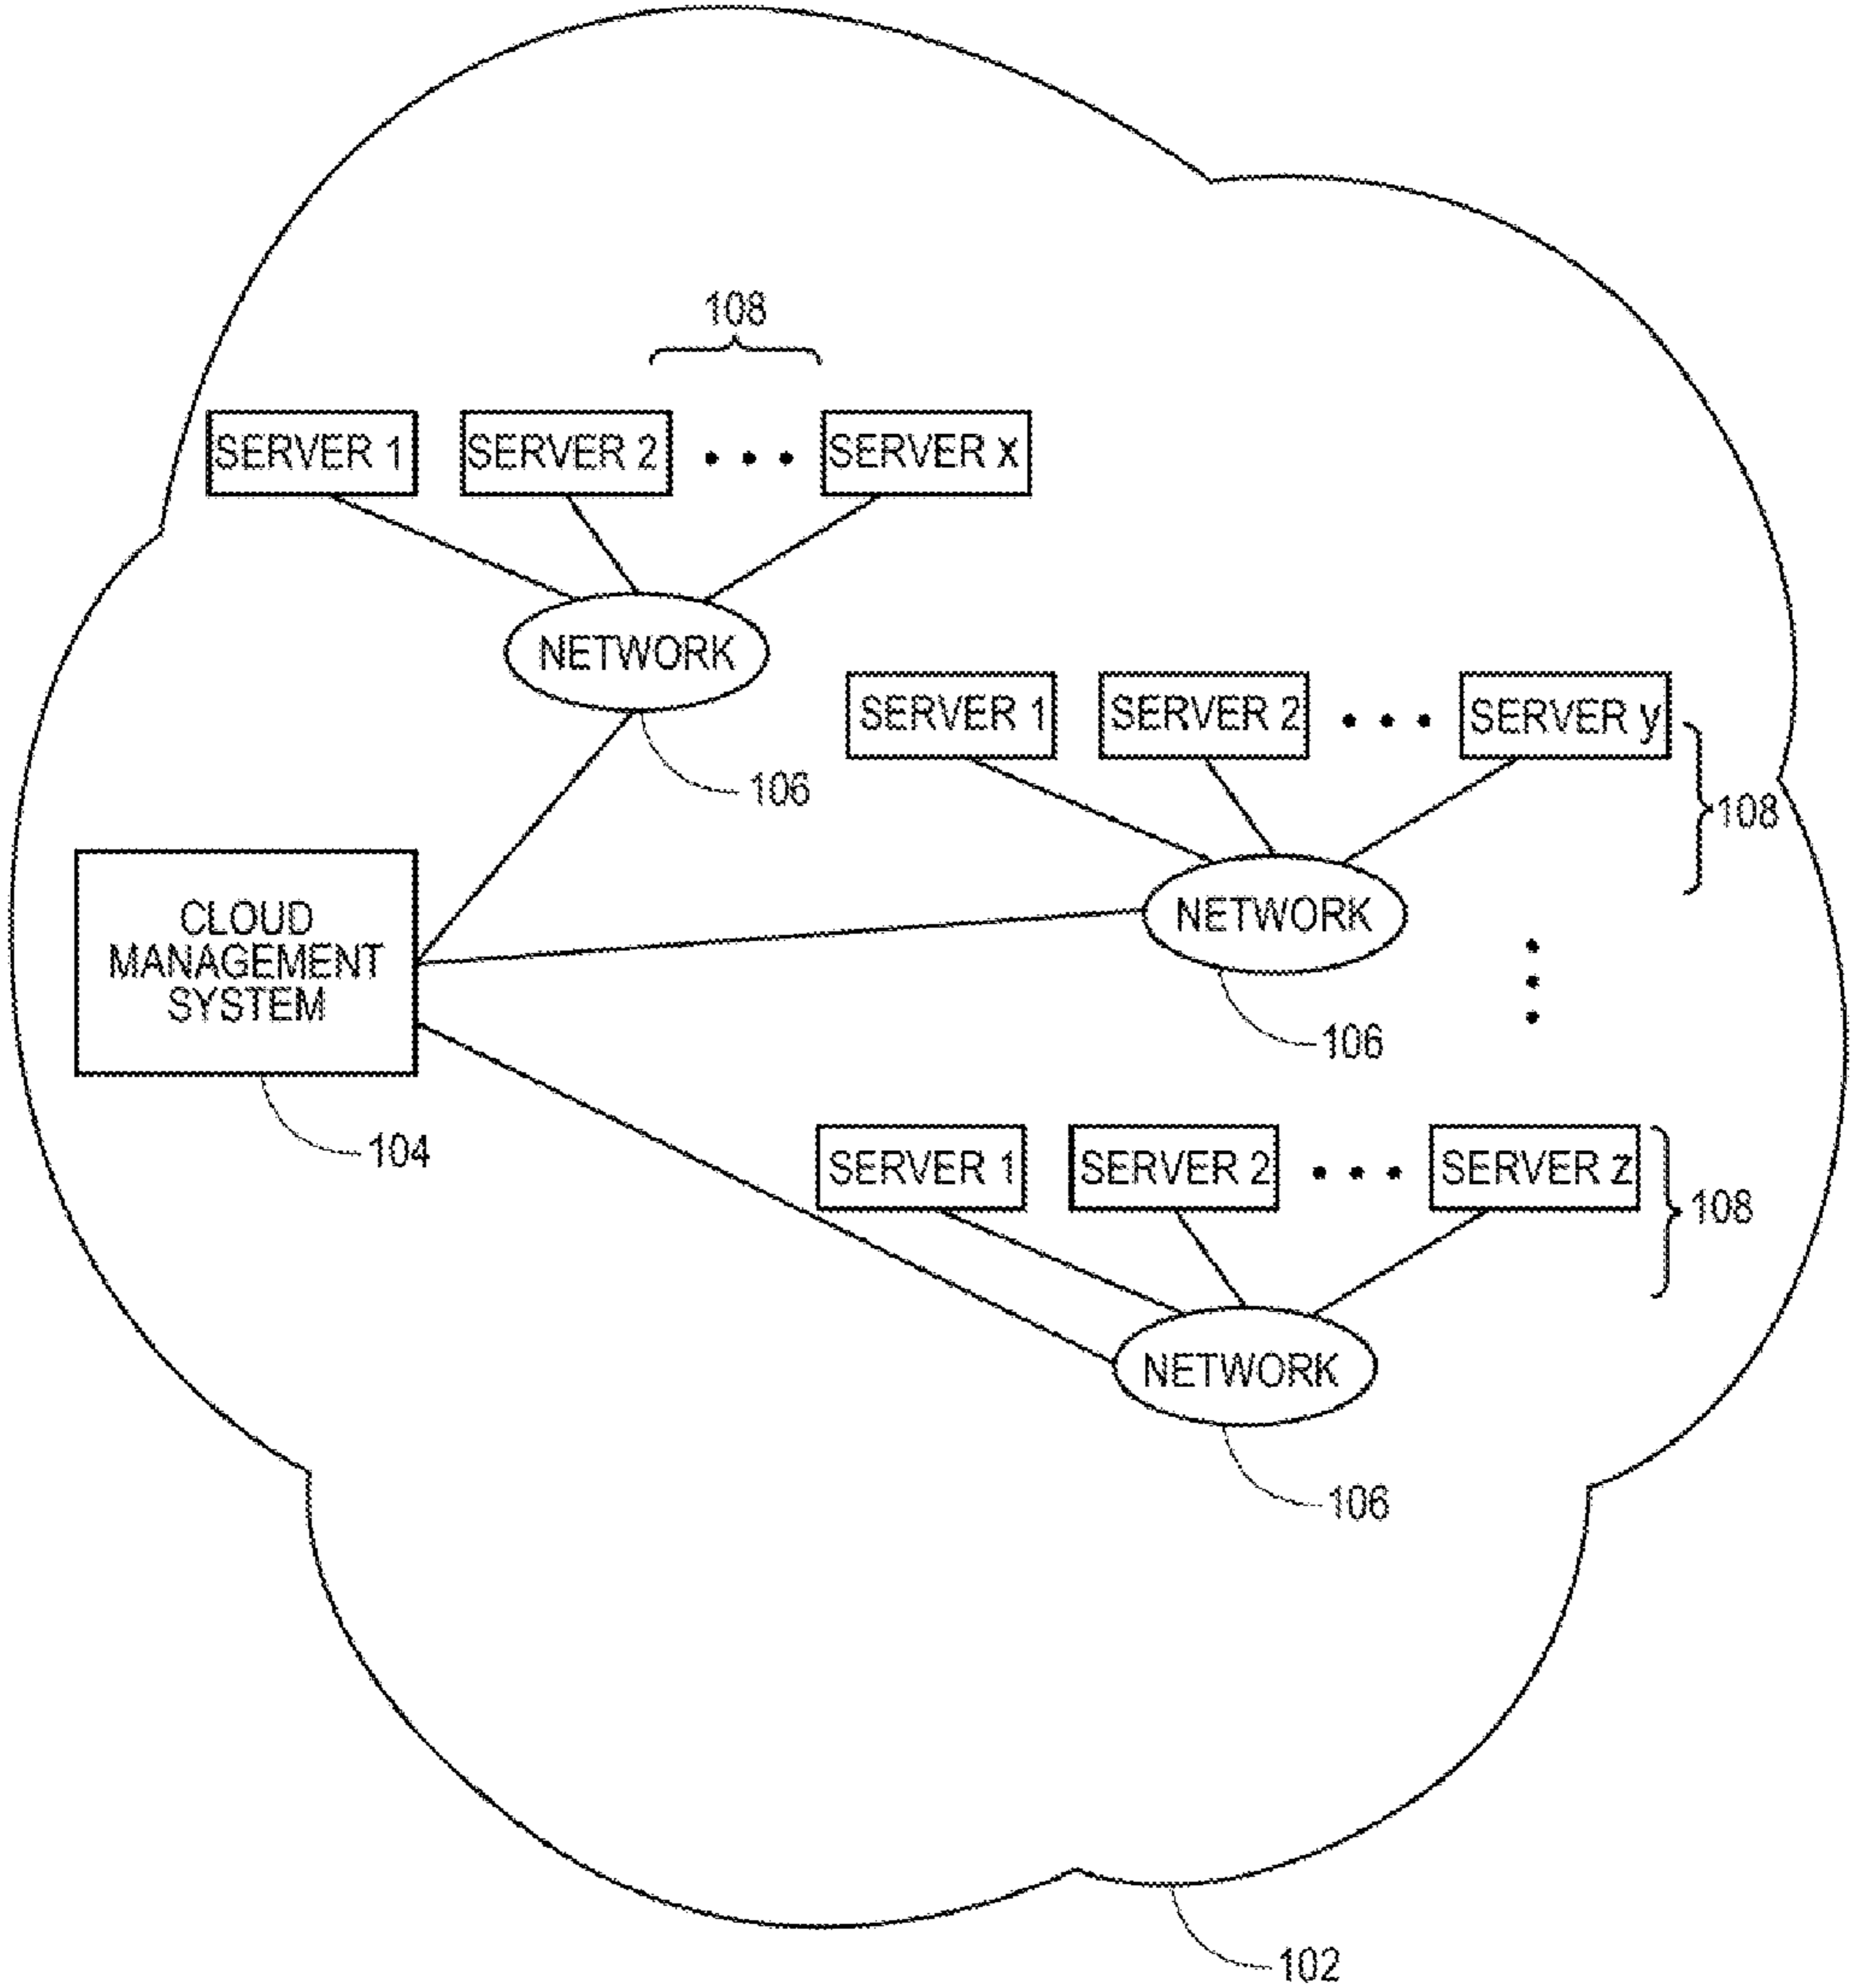 108
SERVER 1 SERVER 2 • • • SERVER x
NETWORK
106
SERVER 1 SERVER 2 • • • SERVER y
108
CLOUD
MANAGEMENT
SYSTEM
104
NETWORK
106
SERVER 1 SERVER 2 • • • SERVER z
108
NETWORK
106
102